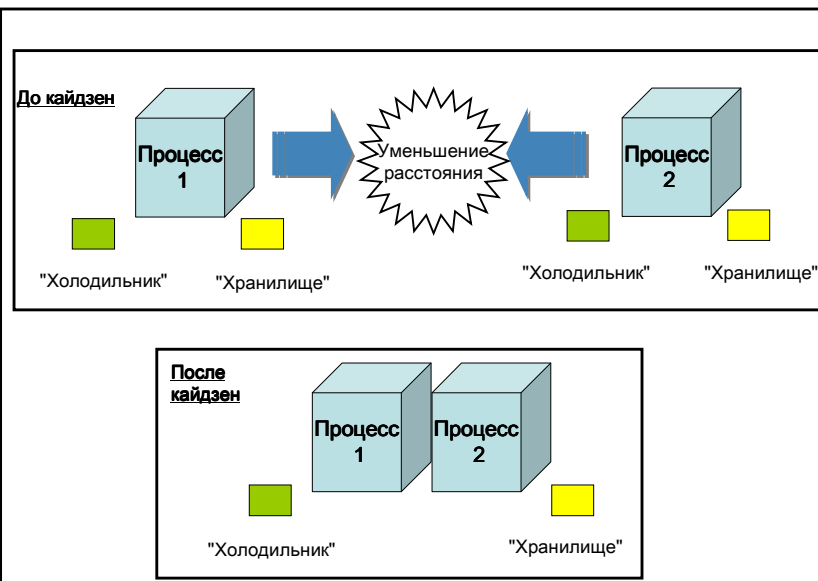 До кайдзен
Процесс
1
Уменьшение
расстояния
Процесс
2
"Холодильник"
"Хранилище"
"Холодильник"
"Хранилище"
После
кайдзен
Процесс
1
Процесс
2
"Холодильник"
"Хранилище"